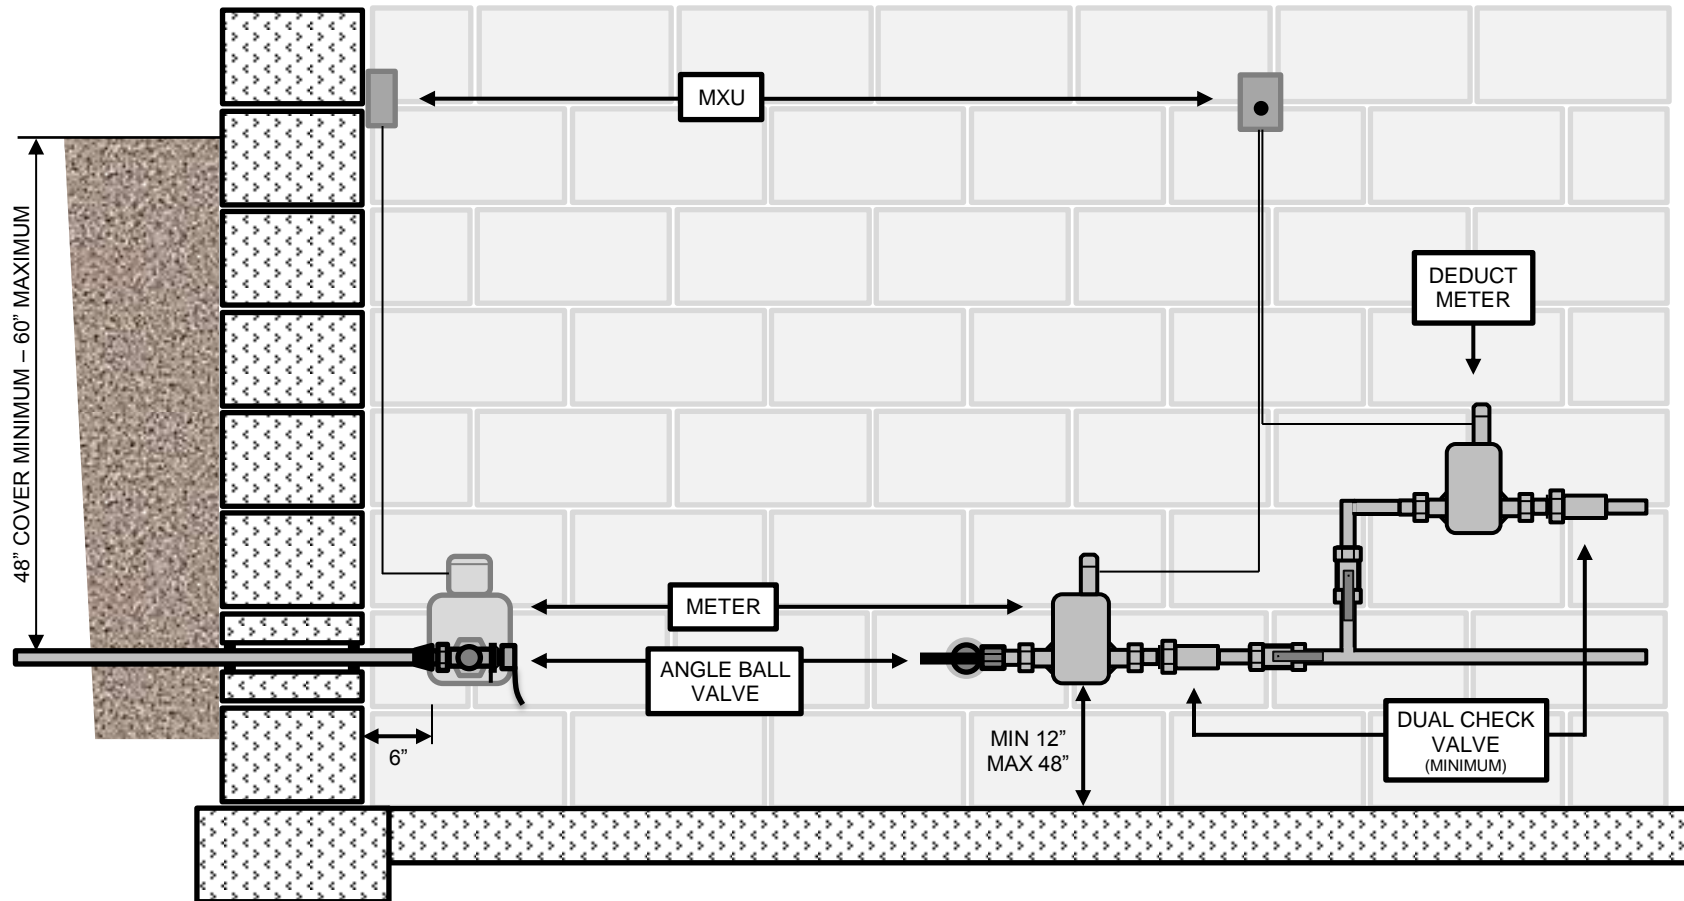 MXU
48” COVER MINIMUM – 60” MAXIMUM
DEDUCT
METER
METER
ANGLE BALL
VALVE
6”
MIN 12”
MAX 48”
DUAL CHECK
VALVE
(MINIMUM)